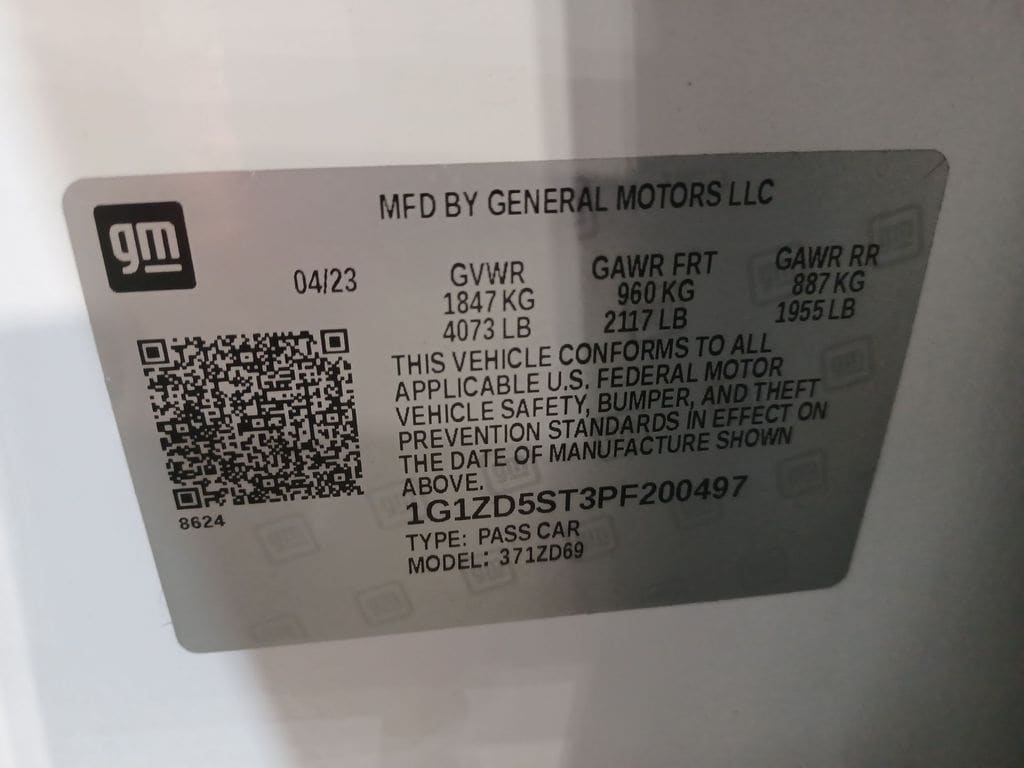 gm
MFD BY GENERAL MOTORS LLC
04/23
GVWR
1847 KG
4073 LB
GAWR FRT
960 KG
2117 LB
GAWR RR
887 KG
1955 LB
THIS VEHICLE CONFORMS TO ALL
APPLICABLE U.S. FEDERAL MOTOR
VEHICLE SAFETY, BUMPER, AND THEFT
PREVENTION STANDARDS IN EFFECT ON
THE DATE OF MANUFACTURE SHOWN
ABOVE.
1G1ZD5ST3PF200497
TYPE: PASS CAR
MODEL: 371ZD69
8624